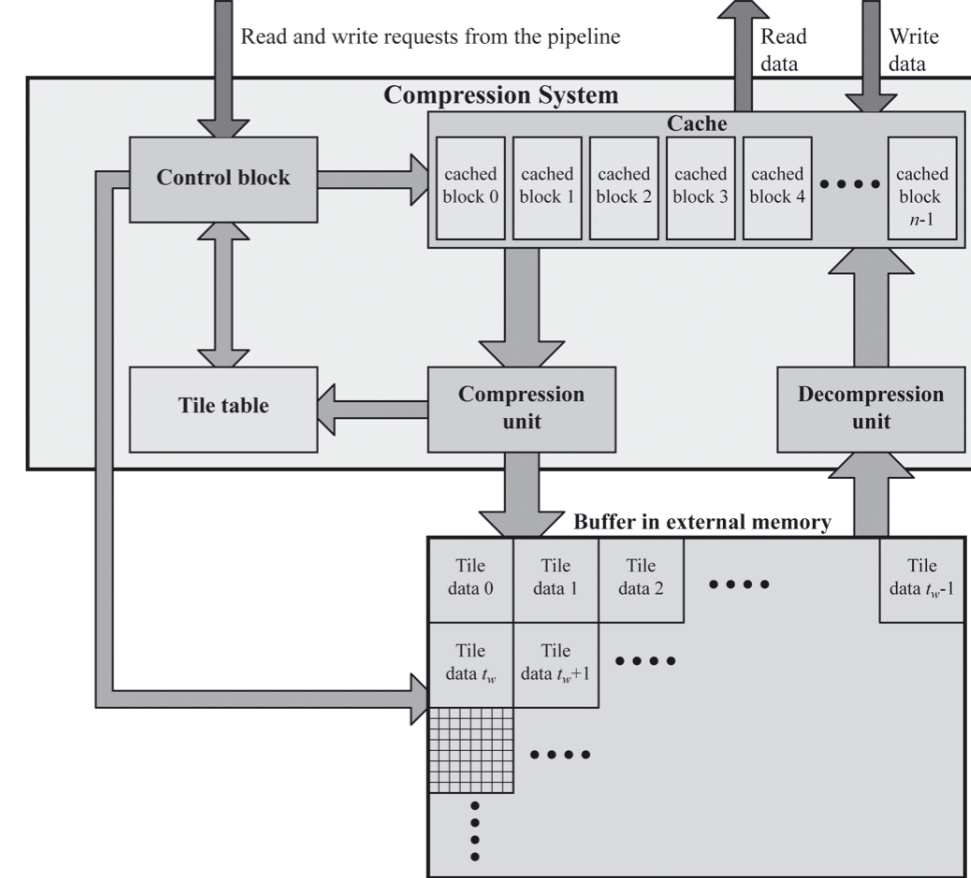 Read and write requests from the pipeline
Read
data
Write
data
Compression System
Cache
Control block
cached
block 0
cached
block 1
cached
block 2
cached
block 3
cached
block 4
cached
block
n-1
Tile table
Compression
unit
Decompression
unit
Buffer in external memory
Tile
data 0
Tile
data 1
Tile
data 2
Tile
data t_w-1
Tile
data t_w
Tile
data t_w+1